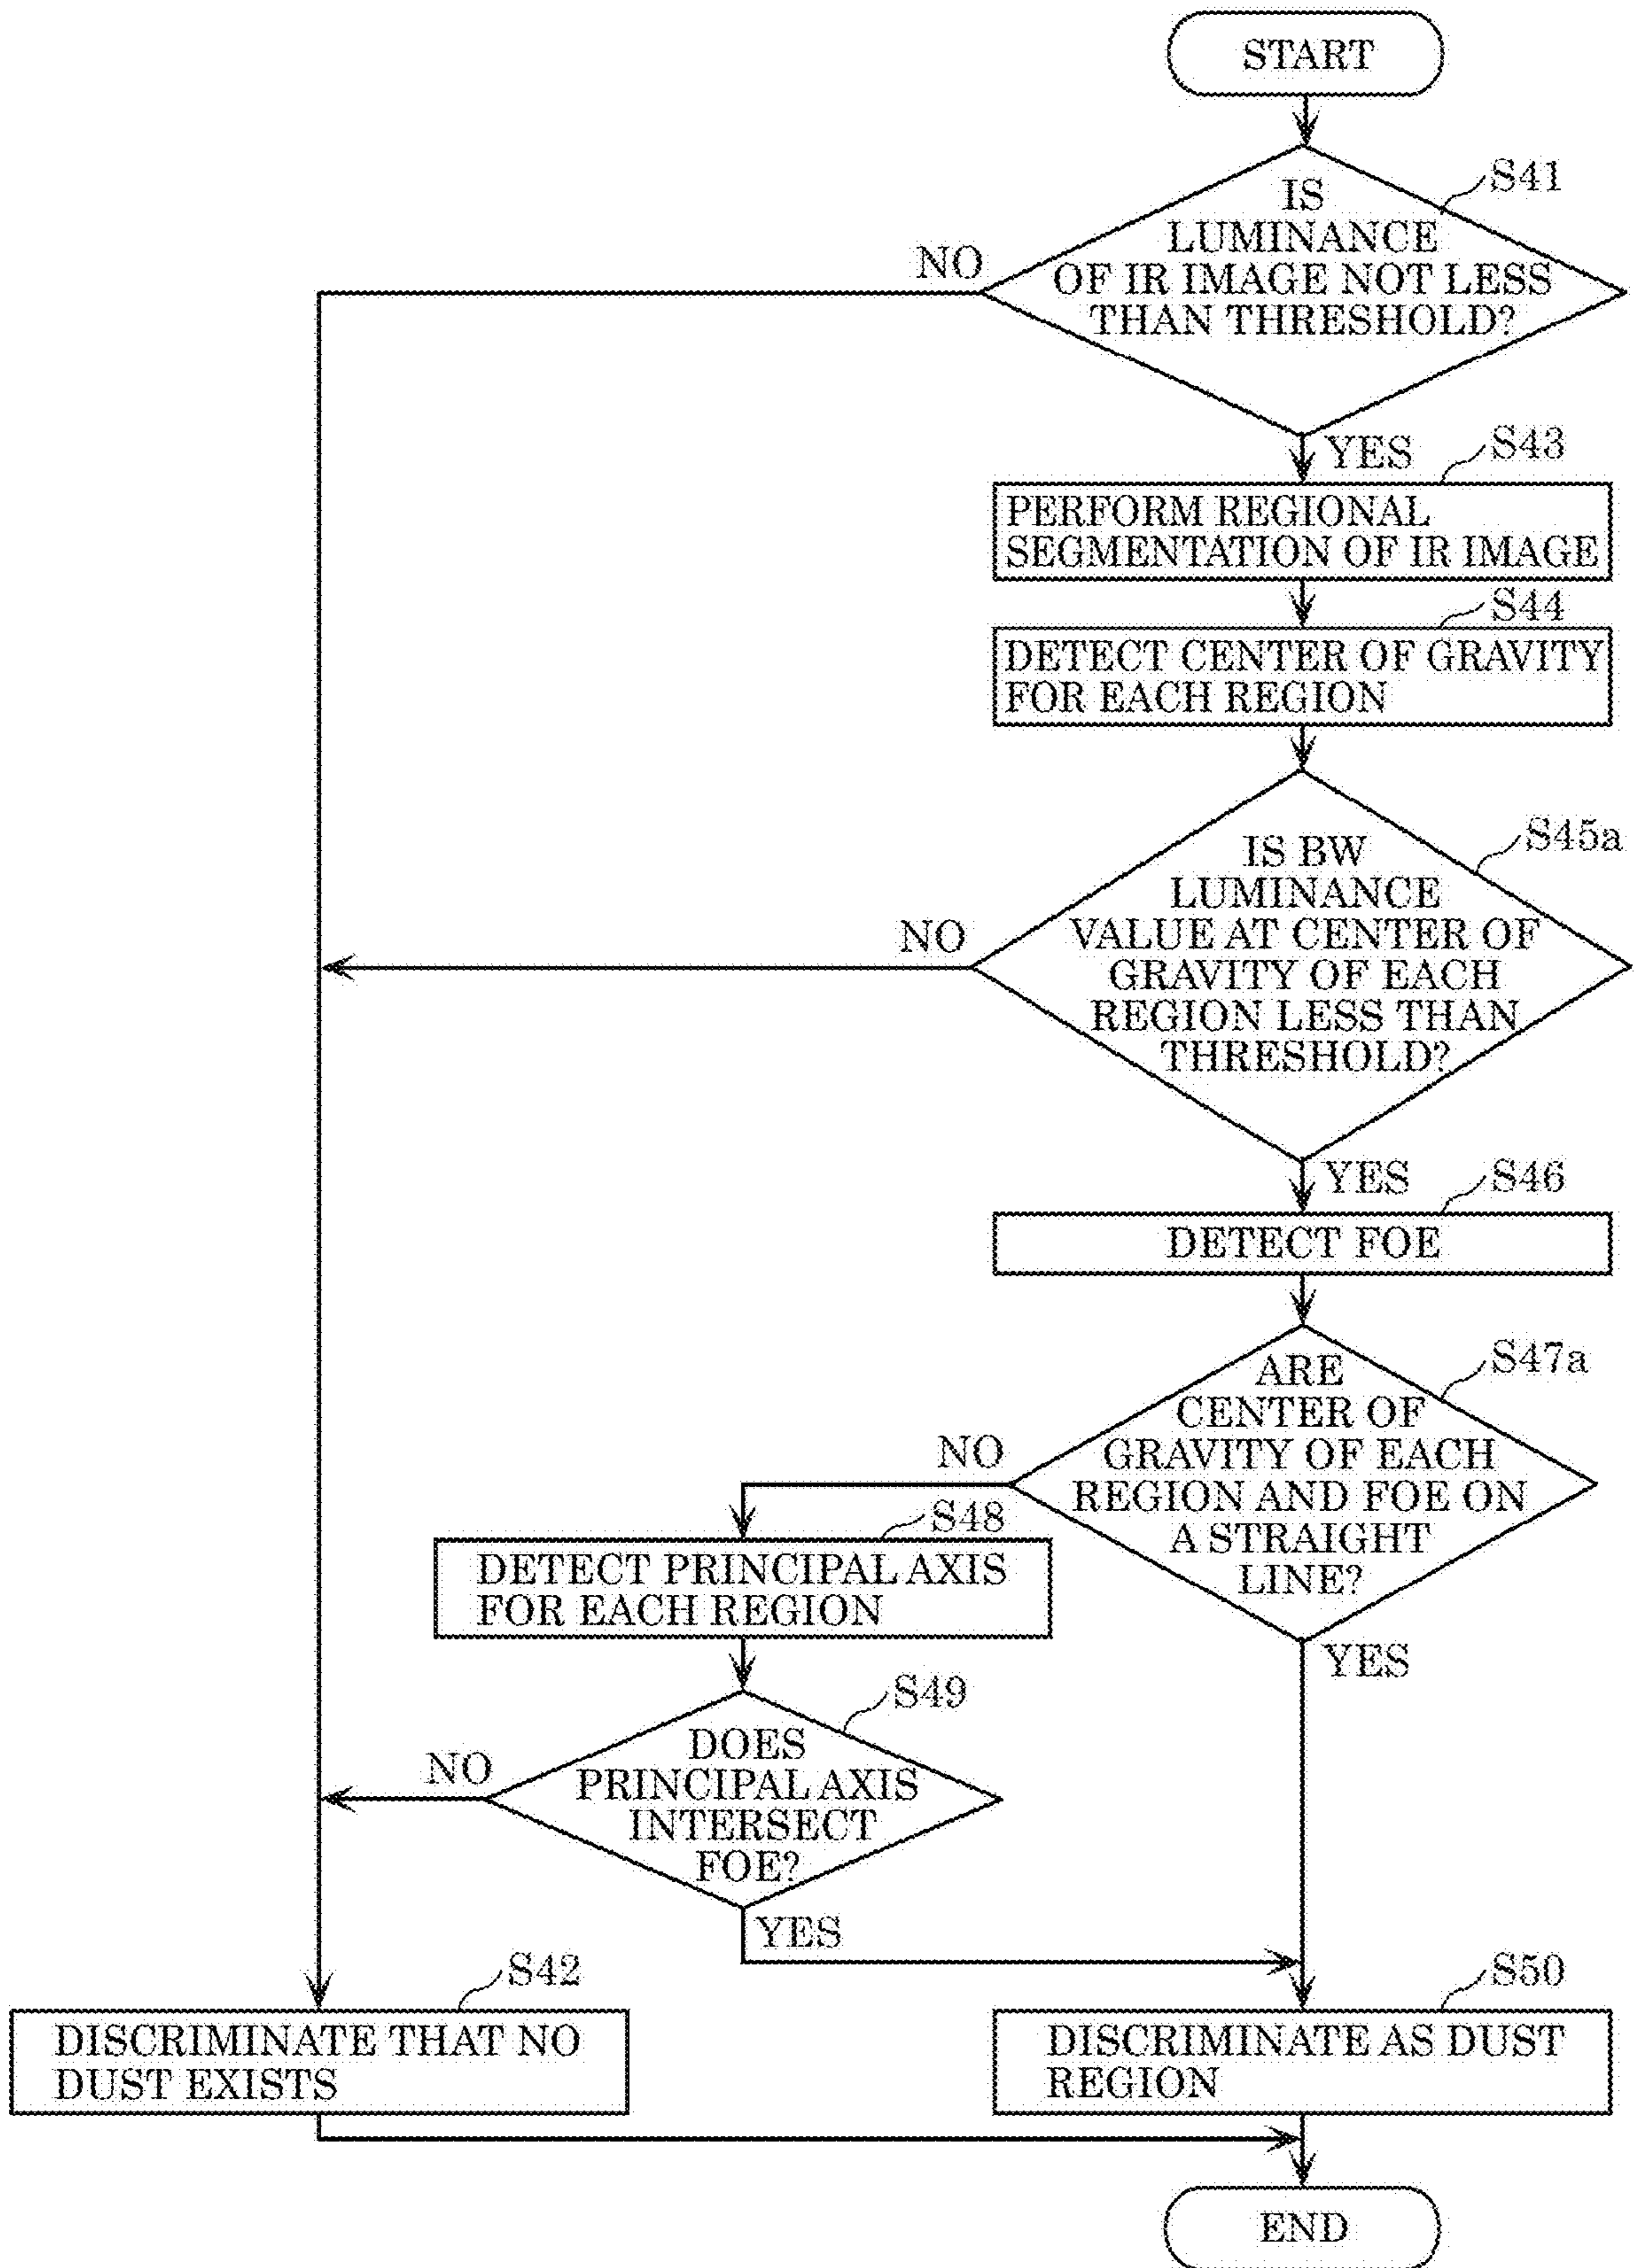 START
S41
IS
LUMINANCE
OF IR IMAGE NOT LESS
THAN THRESHOLD?
NO
YES
S43
PERFORM REGIONAL
SEGMENTATION OF IR IMAGE
S44
DETECT CENTER OF GRAVITY
FOR EACH REGION
S45a
IS BW
LUMINANCE
VALUE AT CENTER OF
GRAVITY OF EACH
REGION LESS THAN
THRESHOLD?
NO
YES
S46
DETECT FOE
S47a
ARE
CENTER OF
GRAVITY OF EACH
REGION AND FOE ON
A STRAIGHT
LINE?
NO
YES
S48
DETECT PRINCIPAL AXIS
FOR EACH REGION
S49
DOES
PRINCIPAL AXIS
INTERSECT
FOE?
NO
YES
S42
DISCRIMINATE THAT NO
DUST EXISTS
S50
DISCRIMINATE AS DUST
REGION
END